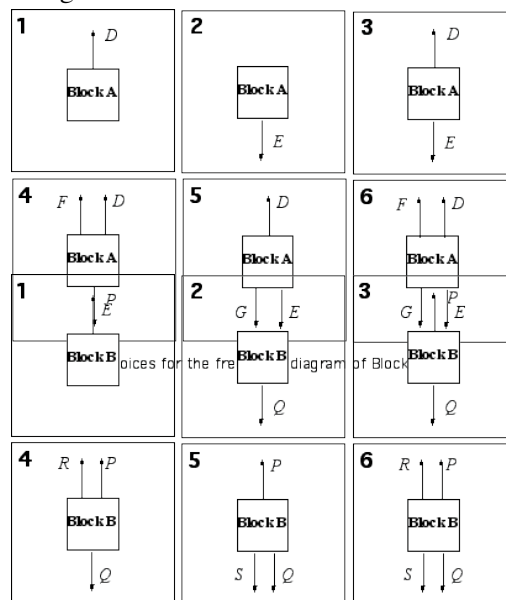 1 2 3
D D
Block A Block A Block A
E E
4 5 6
F D D F D
Block A Block A Block A
1 2 3
P P
E G E G E
Block B Block B Block B
oices for the fre diagram of Block
Q Q
4 5 6
R P P R P
Block B Block B Block B
Q S Q S Q